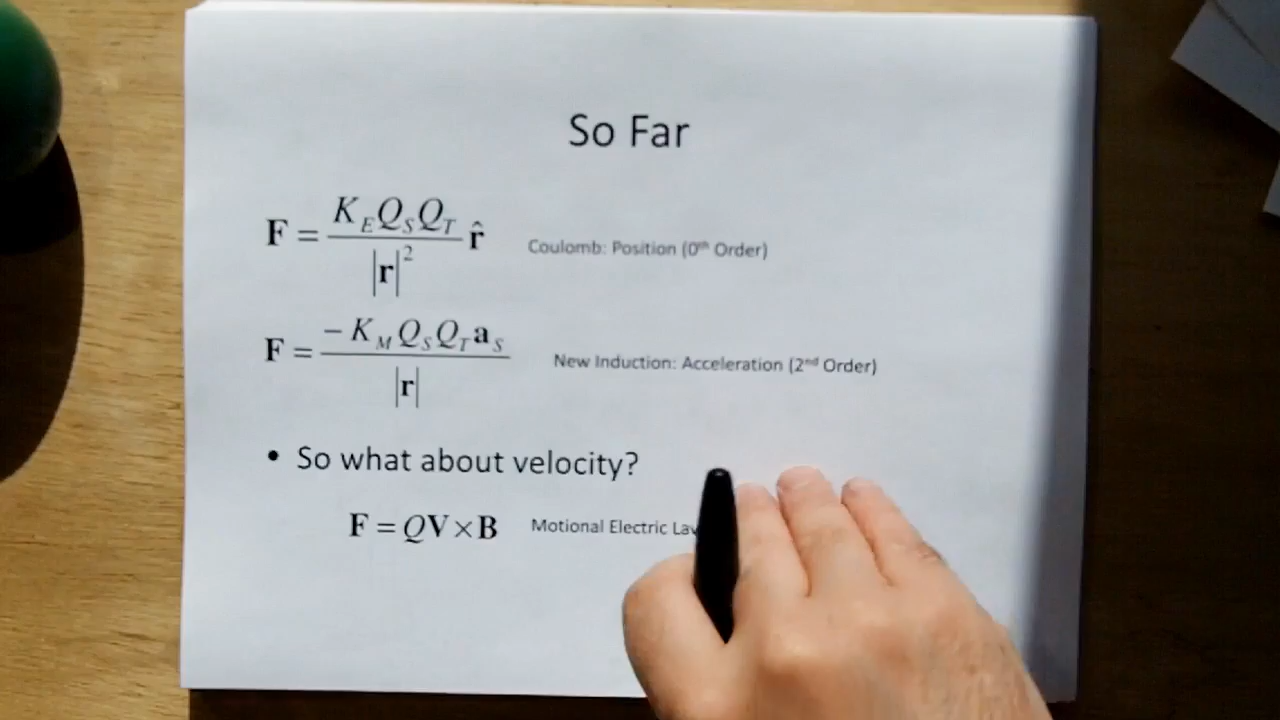 So Far
F = K_E Q_S Q_T / |r|² r̂ Coulomb: Position (0th Order)
F = −K_M Q_S Q_T a_S / |r| New Induction: Acceleration (2nd Order)
• So what about velocity?
F = QV×B Motional Electric